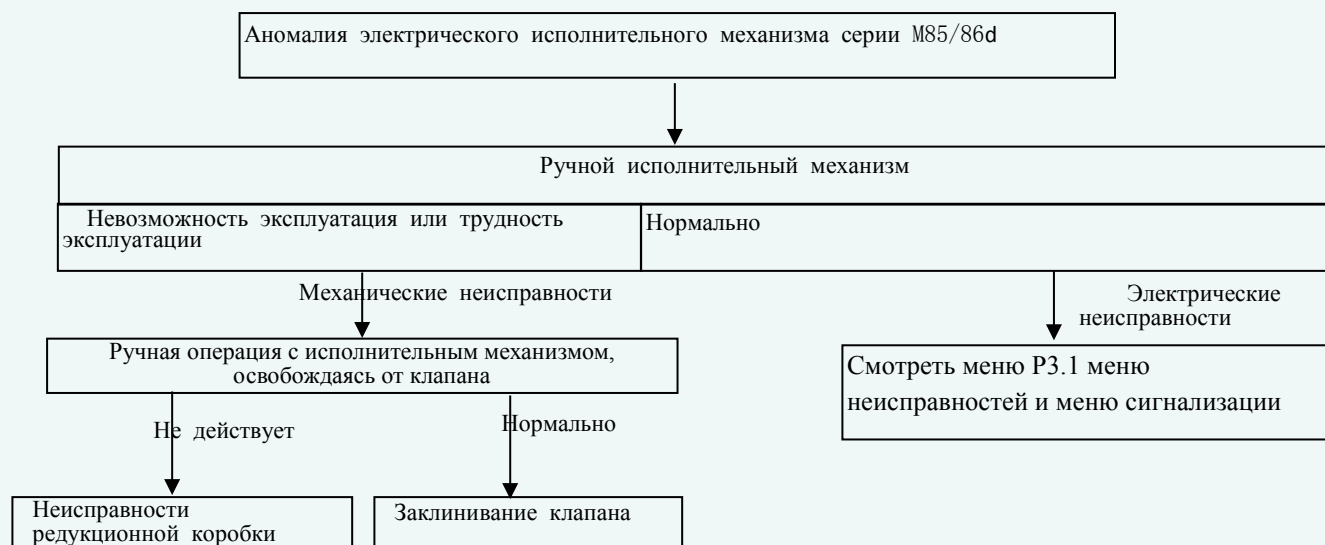 Аномалия электрического исполнительного механизма серии M85/86d
Ручной исполнительный механизм
Невозможность эксплуатация или трудность
эксплуатации
Нормально
Механические неисправности
Электрические
неисправности
Ручная операция с исполнительным механизмом,
освобождаясь от клапана
Смотреть меню P3.1 меню
неисправностей и меню сигнализации
Не действует
Нормально
Неисправности
редукционной коробки
Заклинивание клапана